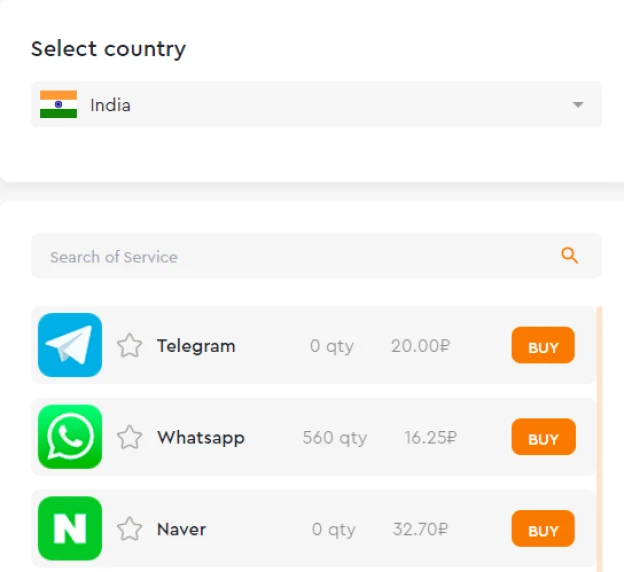 Select country
India
Search of Service
Telegram 0 qty 20.00₽ BUY
Whatsapp 560 qty 16.25₽ BUY
N Naver 0 qty 32.70₽ BUY